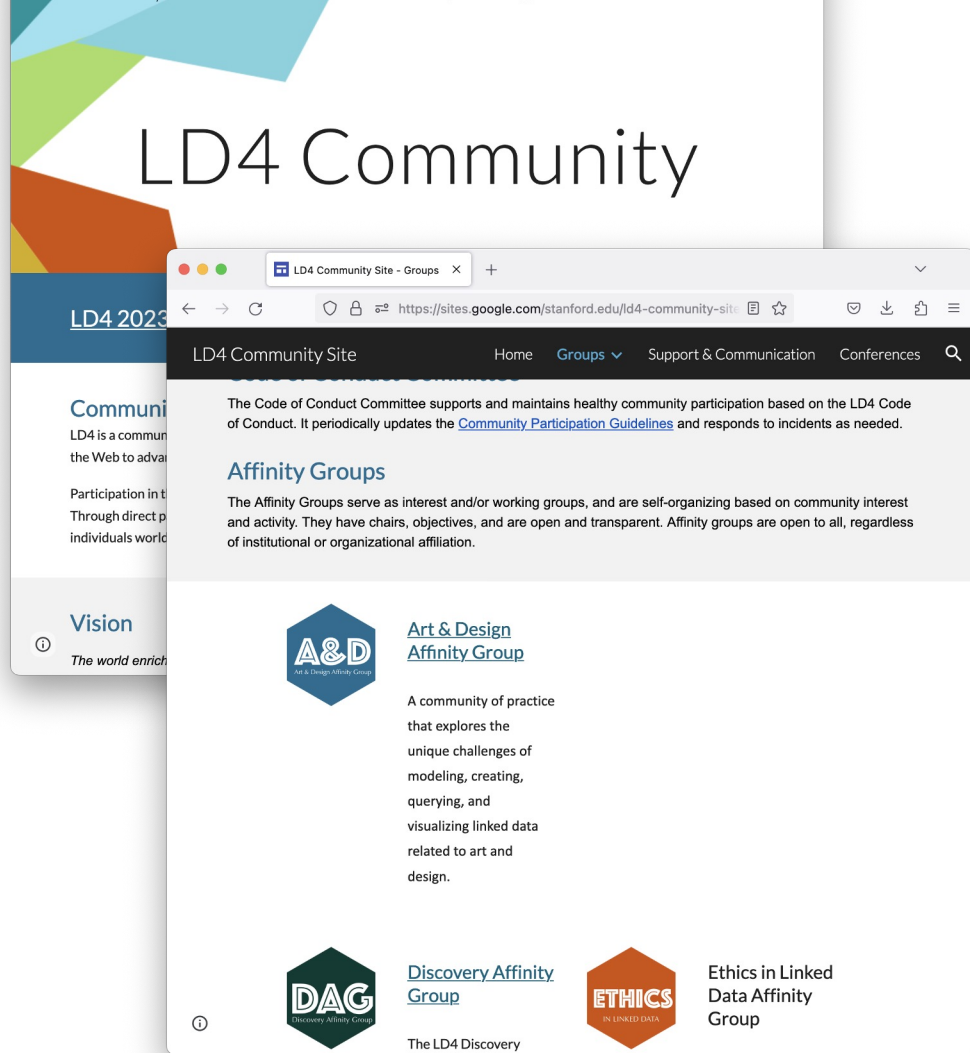 LD4 Community
LD4 2023
Communi
LD4 is a commun
the Web to advan
Participation in t
Through direct p
individuals world
Vision
The world enrich
LD4 Community Site - Groups
https://sites.google.com/stanford.edu/ld4-community-site
LD4 Community Site
Home
Groups
Support & Communication
Conferences
Code of Conduct Committee
The Code of Conduct Committee supports and maintains healthy community participation based on the LD4 Code
of Conduct. It periodically updates the Community Participation Guidelines and responds to incidents as needed.
Affinity Groups
The Affinity Groups serve as interest and/or working groups, and are self-organizing based on community interest
and activity. They have chairs, objectives, and are open and transparent. Affinity groups are open to all, regardless
of institutional or organizational affiliation.
A&D
Art & Design Affinity Group
Art & Design
Affinity Group
A community of practice
that explores the
unique challenges of
modeling, creating,
querying, and
visualizing linked data
related to art and
design.
DAG
Discovery Affinity Group
Discovery Affinity
Group
The LD4 Discovery
ETHICS
IN LINKED DATA
Ethics in Linked
Data Affinity
Group